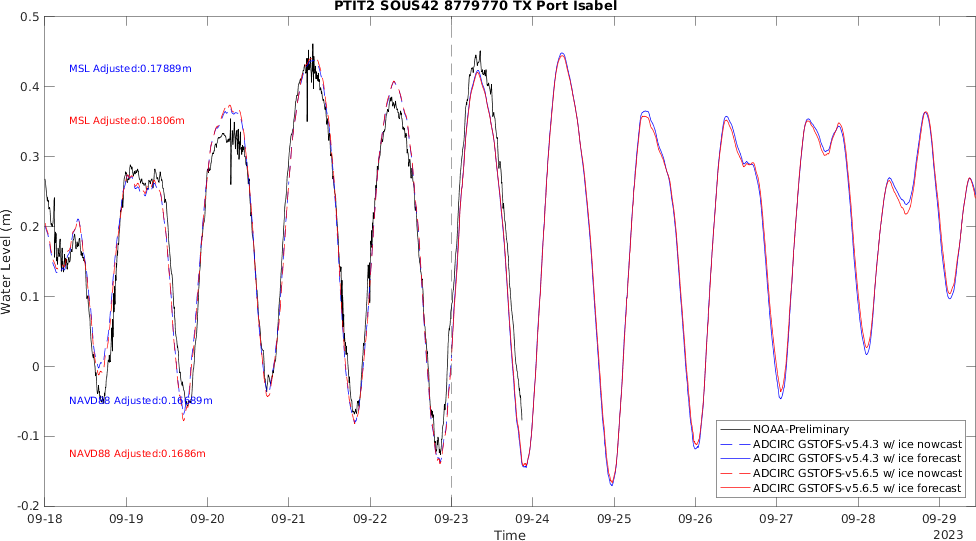 PTIT2 SOUS42 8779770 TX Port Isabel
0.5
0.4
0.3
0.2
0.1
0
-0.1
-0.2
Water Level (m)
MSL Adjusted:0.17889m
MSL Adjusted:0.1806m
NAVD88 Adjusted:0.16689m
NAVD88 Adjusted:0.1686m
NOAA-Preliminary
ADCIRC GSTOFS-v5.4.3 w/ ice nowcast
ADCIRC GSTOFS-v5.4.3 w/ ice forecast
ADCIRC GSTOFS-v5.6.5 w/ ice nowcast
ADCIRC GSTOFS-v5.6.5 w/ ice forecast
09-18 09-19 09-20 09-21 09-22 09-23 09-24 09-25 09-26 09-27 09-28 09-29
Time
2023